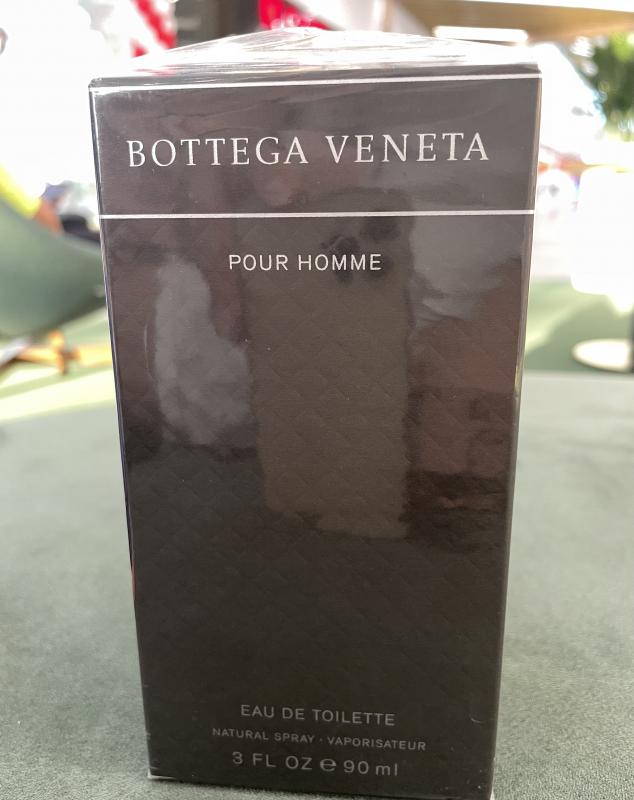 BOTTEGA VENETA
POUR HOMME
EAU DE TOILETTE
NATURAL SPRAY · VAPORISATEUR
3 FL OZ ℮ 90 ml